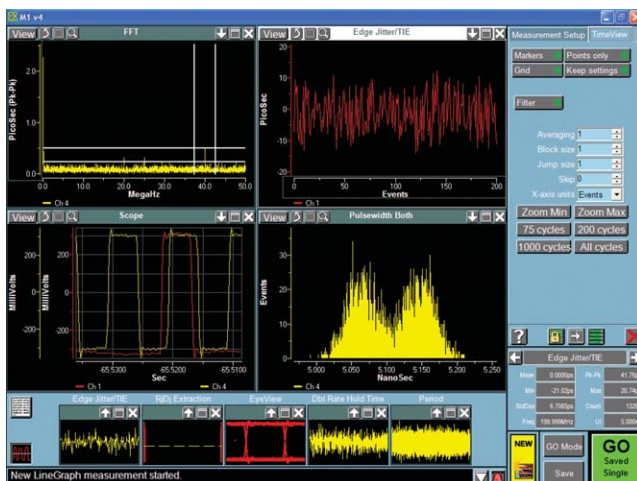 M1 v4
View
FFT
PicoSec (Pk-Pk)
2.0-
1.0-
0.0-
0.0 10.0 20.0 30.0 40.0 50.0
MegaHz
Ch 4
View
Edge Jitter/TIE
PicoSec
20-
10-
0-
-10-
-20-
0 50 100 150 200
Events
Ch 1
View
Scope
MilliVolts
MilliVolts
200-
0-
-200-
200-
0-
-200-
-65.5300 -65.5200 -65.5100
Sec
Ch 1
Ch 4
View
Pulsewidth Both
Events
30-
20-
10-
0-
5.000 5.050 5.100 5.150 5.200 5.250
NanoSec
Ch 4
Edge Jitter/TIE
RjDj Extraction
EyeView
Dbl Rate Hold Time
Period
New LineGraph measurement started.
Measurement Setup
TimeView
Markers
Points only
Grid
Keep settings
Filter
Averaging 1
Block size 1
Jump size 1
Skip 0
X-axis units Events
Zoom Min
Zoom Max
75 cycles
200 cycles
1000 cycles
All cycles
?
Edge Jitter/TIE
Mean 0.0000ps Pk-Pk
Min Max
StdDev Count
Freq UI
NEW
GO Mode
Save
GO
Saved
Single